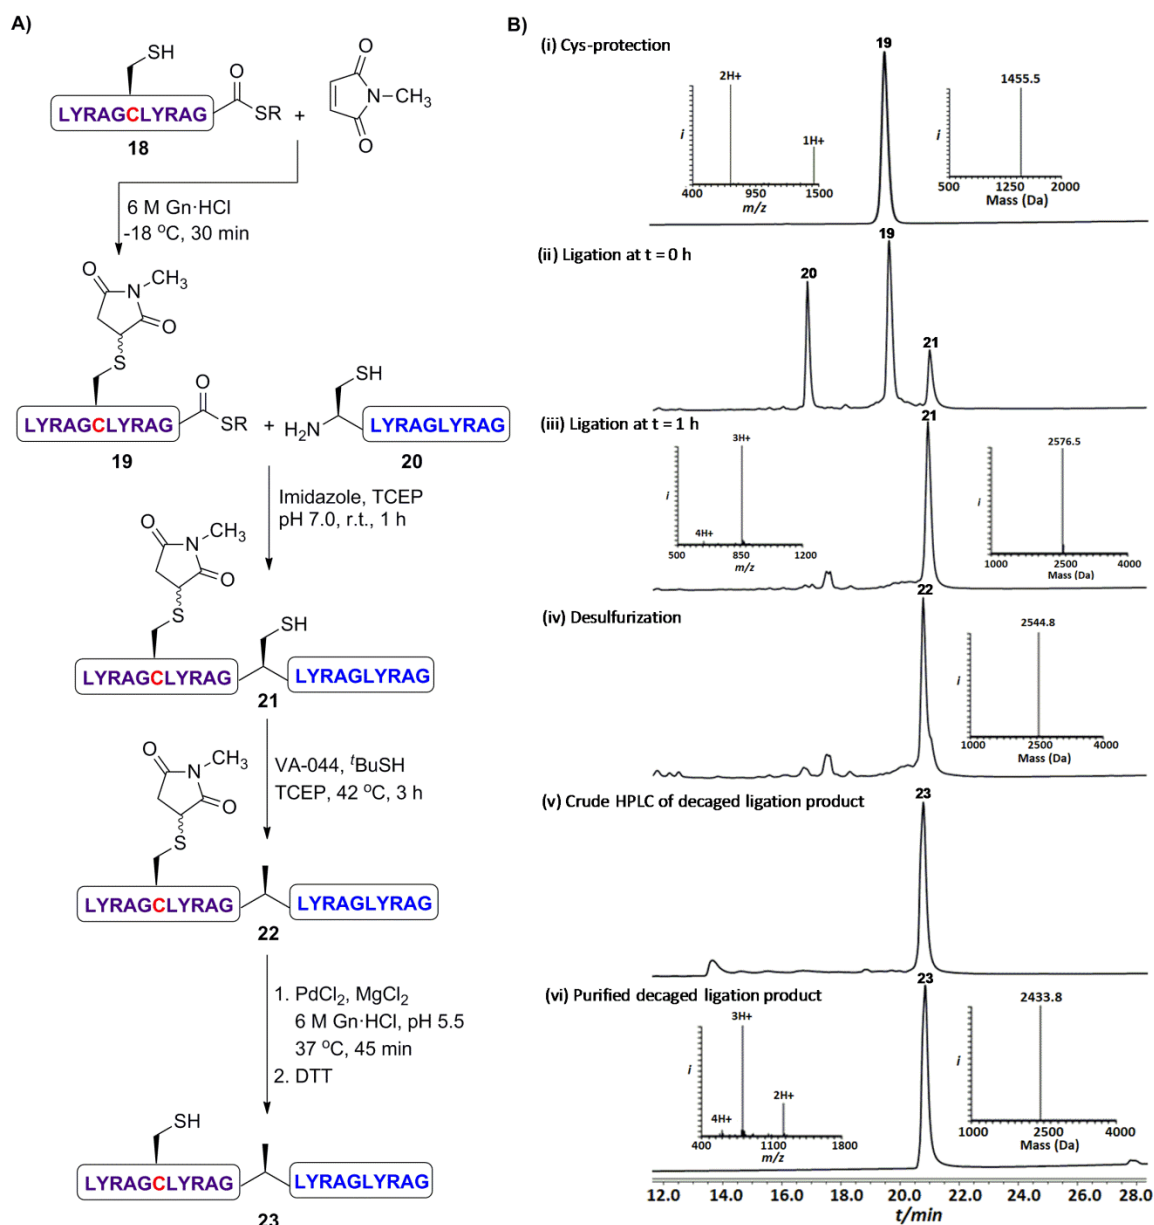 A)
SH
O
LYRAGCLYRAG
SR
18
+
O
N
CH3
O
6 M Gn·HCl
-18 °C, 30 min
CH3
N
O
O
S
O
LYRAGCLYRAG
SR
19
+
SH
H2N
LYRAGLYRAG
20
Imidazole, TCEP
pH 7.0, r.t., 1 h
CH3
N
O
O
S
SH
LYRAGCLYRAG
LYRAGLYRAG
21
VA-044, tBuSH
TCEP, 42 °C, 3 h
CH3
N
O
O
S
LYRAGCLYRAG
LYRAGLYRAG
22
1. PdCl2, MgCl2
6 M Gn·HCl, pH 5.5
37 °C, 45 min
2. DTT
SH
LYRAGCLYRAG
LYRAGLYRAG
23
B)
(i) Cys-protection
19
2H+
1H+
i
400 950 1500
m/z
1455.5
i
500 1250 2000
Mass (Da)
(ii) Ligation at t = 0 h
20
19
21
(iii) Ligation at t = 1 h
21
3H+
4H+
i
500 850 1200
m/z
2576.5
i
1000 2500 4000
Mass (Da)
(iv) Desulfurization
22
2544.8
i
1000 2500 4000
Mass (Da)
(v) Crude HPLC of decaged ligation product
23
(vi) Purified decaged ligation product
23
3H+
4H+
2H+
i
400 1100 1800
m/z
2433.8
i
1000 2500 4000
Mass (Da)
12.0 14.0 16.0 18.0 20.0 22.0 24.0 26.0 28.0
t/min